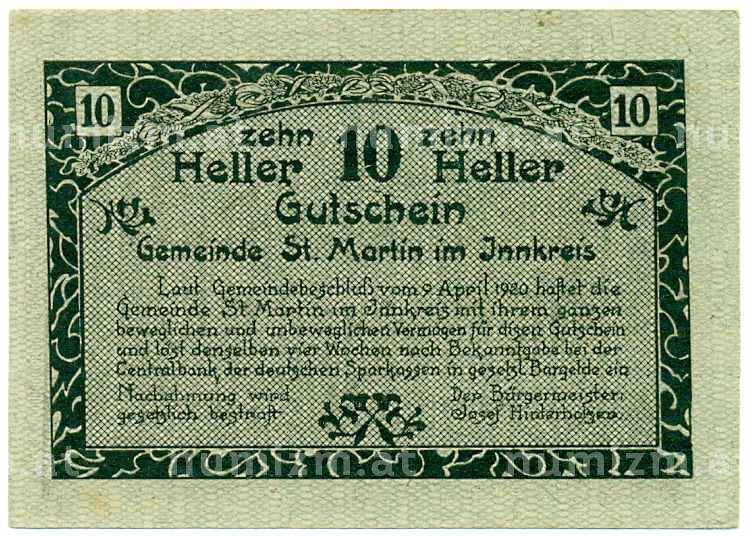 10 10
zehn 10 zehn
Heller Heller
Gutschein
Gemeinde St. Martin im Innkreis
Laut Gemeindebeschluß vom 9 April 1920 haftet die
Gemeinde St. Martin im Innkreis mit ihrem ganzen
beweglichen und unbeweglichen Vermögen für disen Gutschein
und löst denselben vier Wochen nach Bekanntgabe bei der
Centralbank der deutschen Sparkassen in gesetzl. Bargelde ein
Nachahmung wird Der Bürgermeister:
gesetzlich bestraft. Josef Hinterholzer
numizm.at